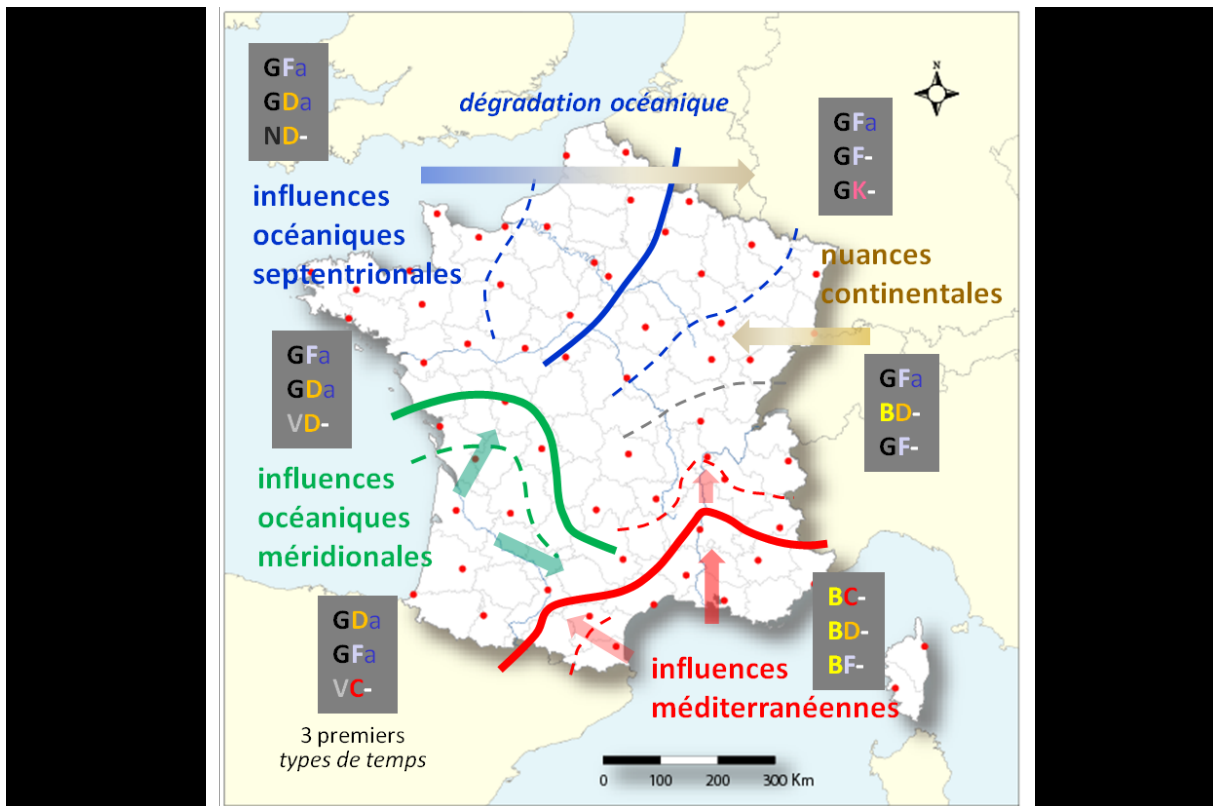 GFa
GDa
ND-
dégradation océanique
N
GFa
GF-
GK-
influences
océaniques
septentrionales
nuances
continentales
GFa
GDa
VD-
GFa
BD-
GF-
influences
océaniques
méridionales
GDa
GFa
VC-
BC-
BD-
BF-
influences
méditerranéennes
3 premiers
types de temps
0 100 200 300 Km